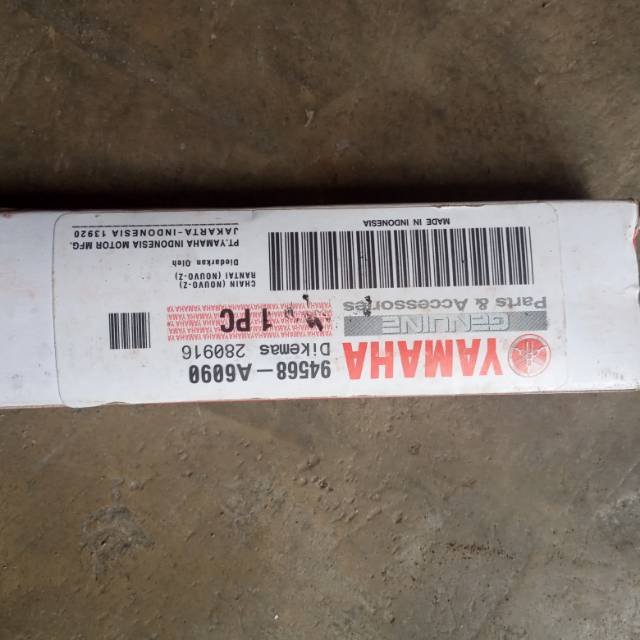 YAMAHA
GENUINE
Parts & Accessories
MADE IN INDONESIA
94568-A6090
Dikemas 280916
1 PC
CHAIN (NOUVO-Z)
RANTAI (NOUVO-Z)
Diedarkan Oleh
PT.YAMAHA INDONESIA MOTOR MFG.
JAKARTA-INDONESIA 13920